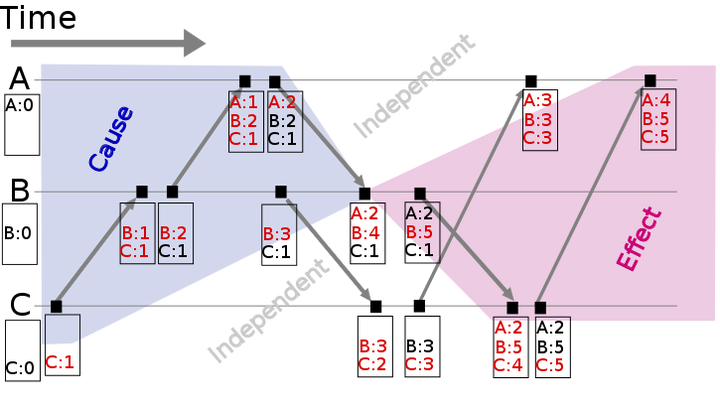 Time
Independent
A
A:0
A:1
B:2
C:1
A:2
B:2
C:1
A:3
B:3
C:3
A:4
B:5
C:5
Cause
B
B:0
B:1
C:1
B:2
C:1
B:3
C:1
A:2
B:4
C:1
A:2
B:5
C:1
Effect
Independent
C
C:0
C:1
B:3
C:2
B:3
C:3
A:2
B:5
C:4
A:2
B:5
C:5